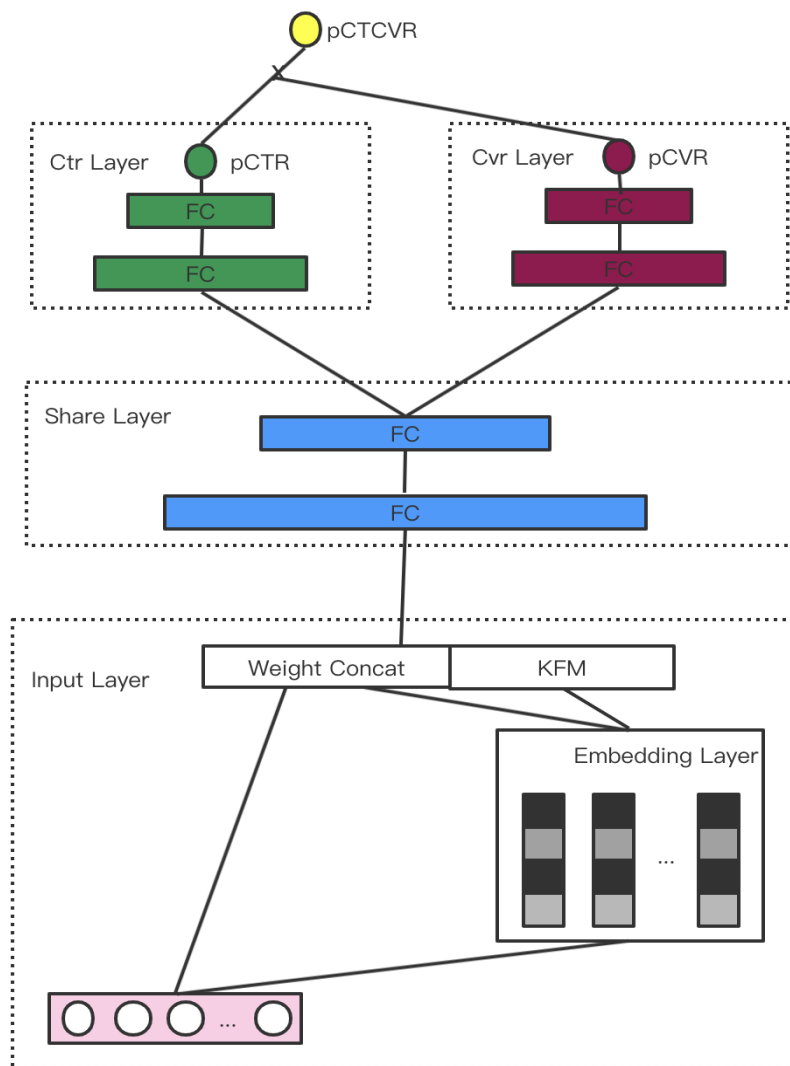 pCTCVR
X
Ctr Layer
pCTR
Cvr Layer
pCVR
FC
FC
FC
FC
Share Layer
FC
FC
Input Layer
Weight Concat
KFM
Embedding Layer
...
...